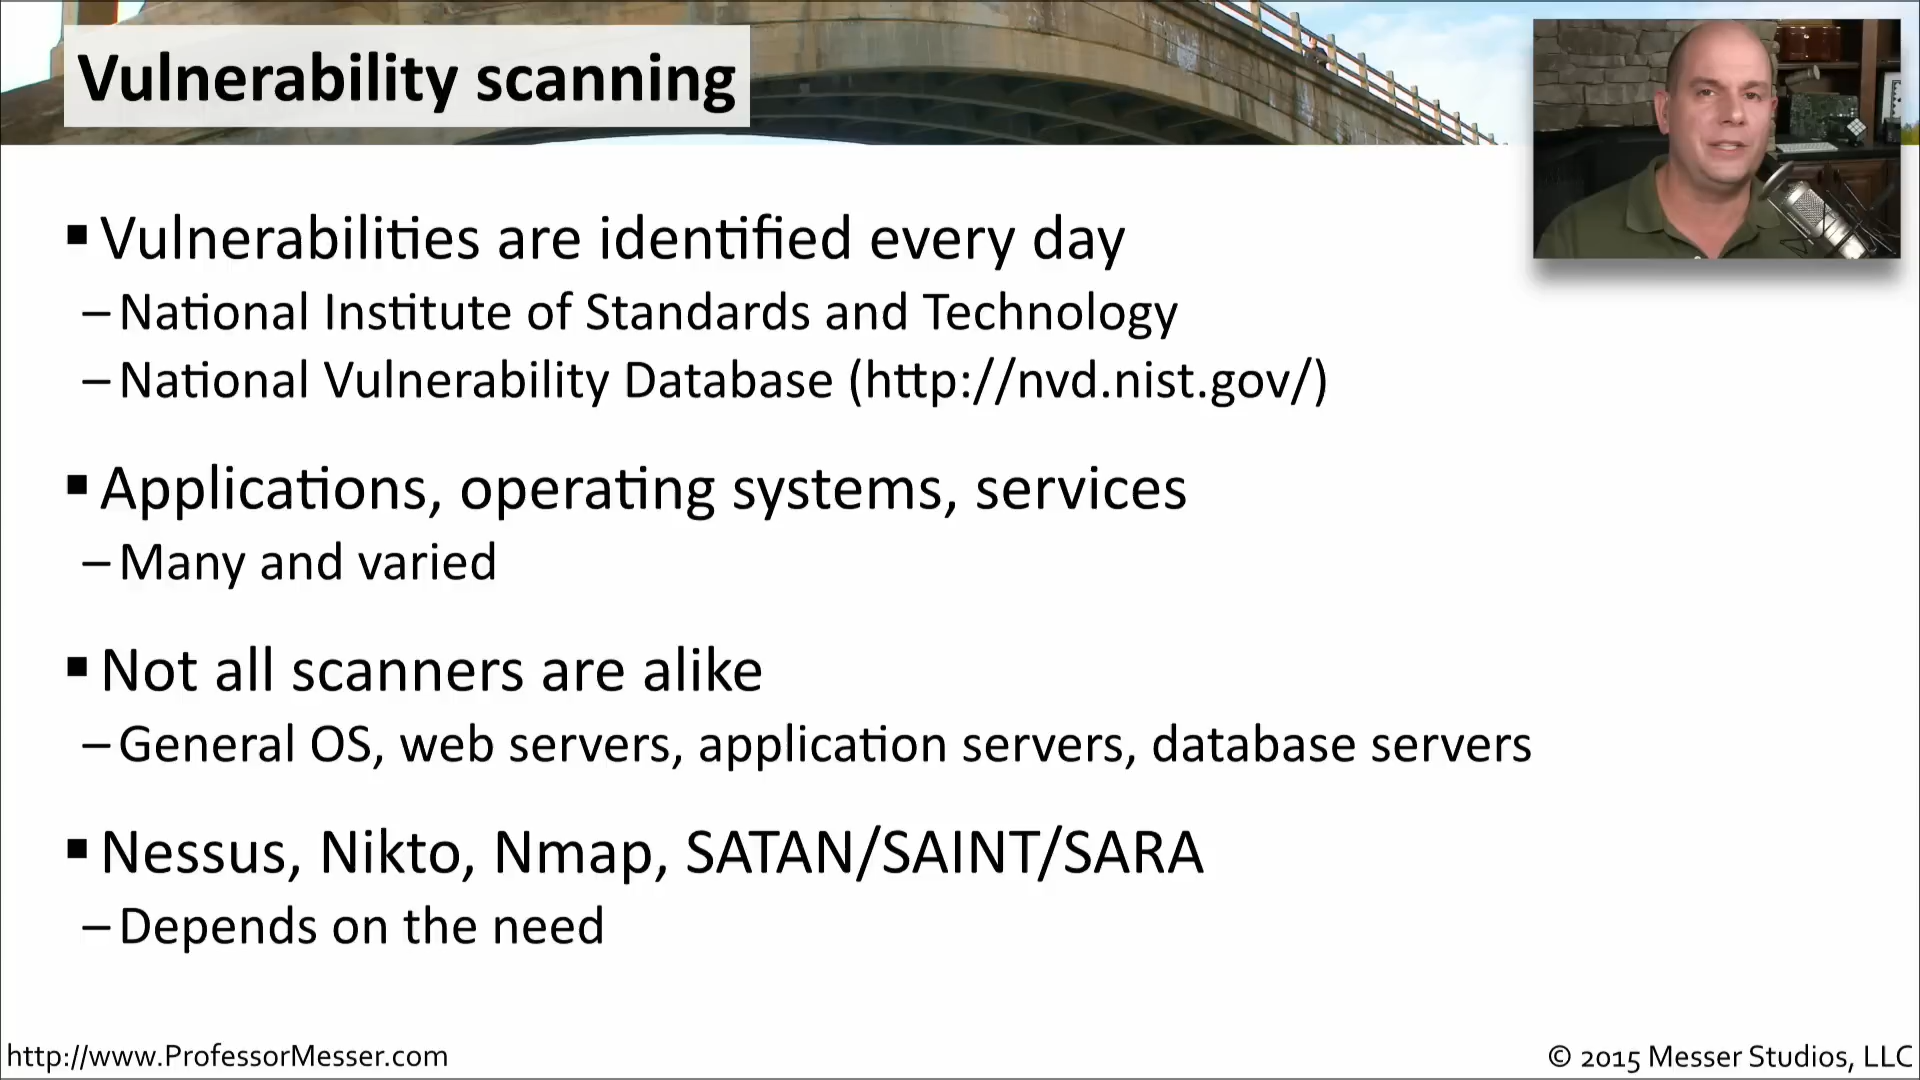 Vulnerability scanning
▪ Vulnerabilities are identified every day
– National Institute of Standards and Technology
– National Vulnerability Database (http://nvd.nist.gov/)
▪ Applications, operating systems, services
– Many and varied
▪ Not all scanners are alike
– General OS, web servers, application servers, database servers
▪ Nessus, Nikto, Nmap, SATAN/SAINT/SARA
– Depends on the need
http://www.ProfessorMesser.com
© 2015 Messer Studios, LLC